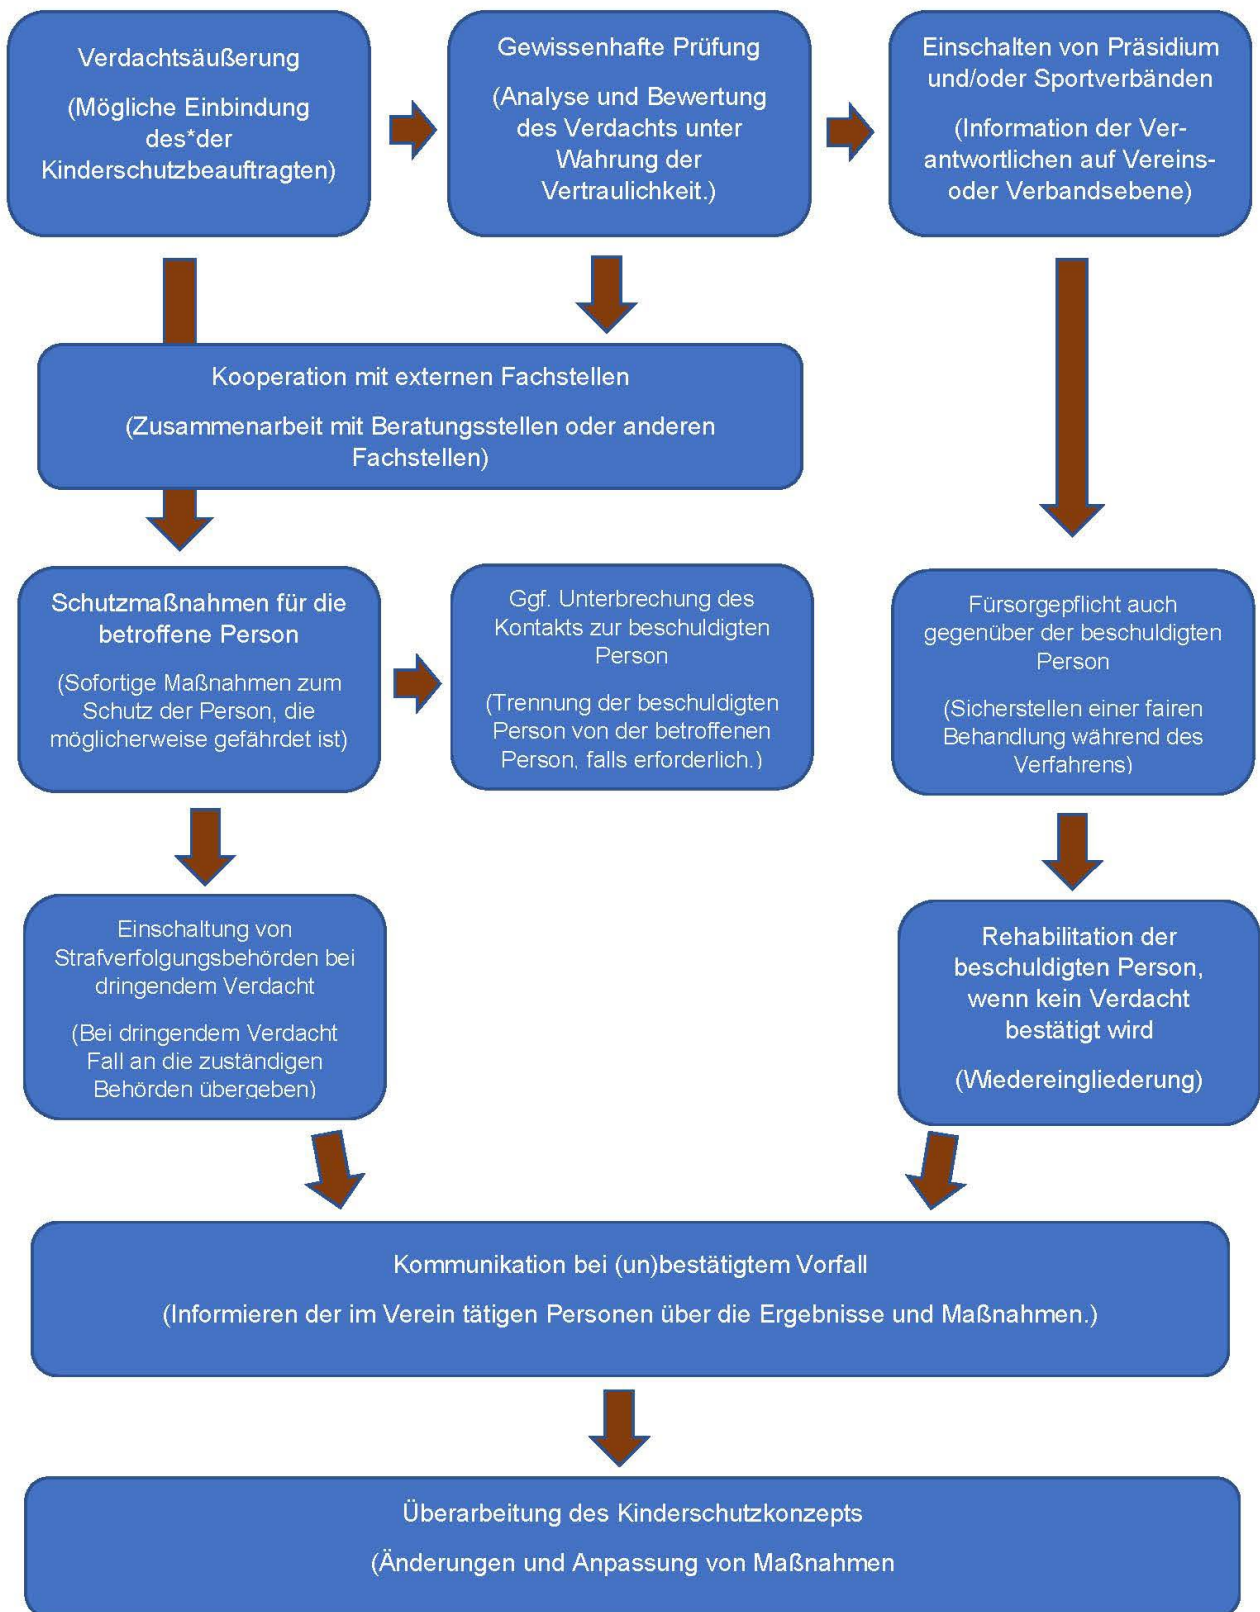 Verdachtsäußerung
(Mögliche Einbindung
des*der
Kinderschutzbeauftragten)
Gewissenhafte Prüfung
(Analyse und Bewertung
des Verdachts unter
Wahrung der
Vertraulichkeit.)
Einschalten von Präsidium
und/oder Sportverbänden
(Information der Ver-
antwortlichen auf Vereins-
oder Verbandsebene)
Kooperation mit externen Fachstellen
(Zusammenarbeit mit Beratungsstellen oder anderen
Fachstellen)
Schutzmaßnahmen für die
betroffene Person
(Sofortige Maßnahmen zum
Schutz der Person, die
möglicherweise gefährdet ist)
Ggf. Unterbrechung des
Kontakts zur beschuldigten
Person
(Trennung der beschuldigten
Person von der betroffenen
Person, falls erforderlich.)
Fürsorgepflicht auch
gegenüber der beschuldigten
Person
(Sicherstellen einer fairen
Behandlung während des
Verfahrens)
Einschaltung von
Strafverfolgungsbehörden bei
dringendem Verdacht
(Bei dringendem Verdacht
Fall an die zuständigen
Behörden übergeben)
Rehabilitation der
beschuldigten Person,
wenn kein Verdacht
bestätigt wird
(Wiedereingliederung)
Kommunikation bei (un)bestätigtem Vorfall
(Informieren der im Verein tätigen Personen über die Ergebnisse und Maßnahmen.)
Überarbeitung des Kinderschutzkonzepts
(Änderungen und Anpassung von Maßnahmen